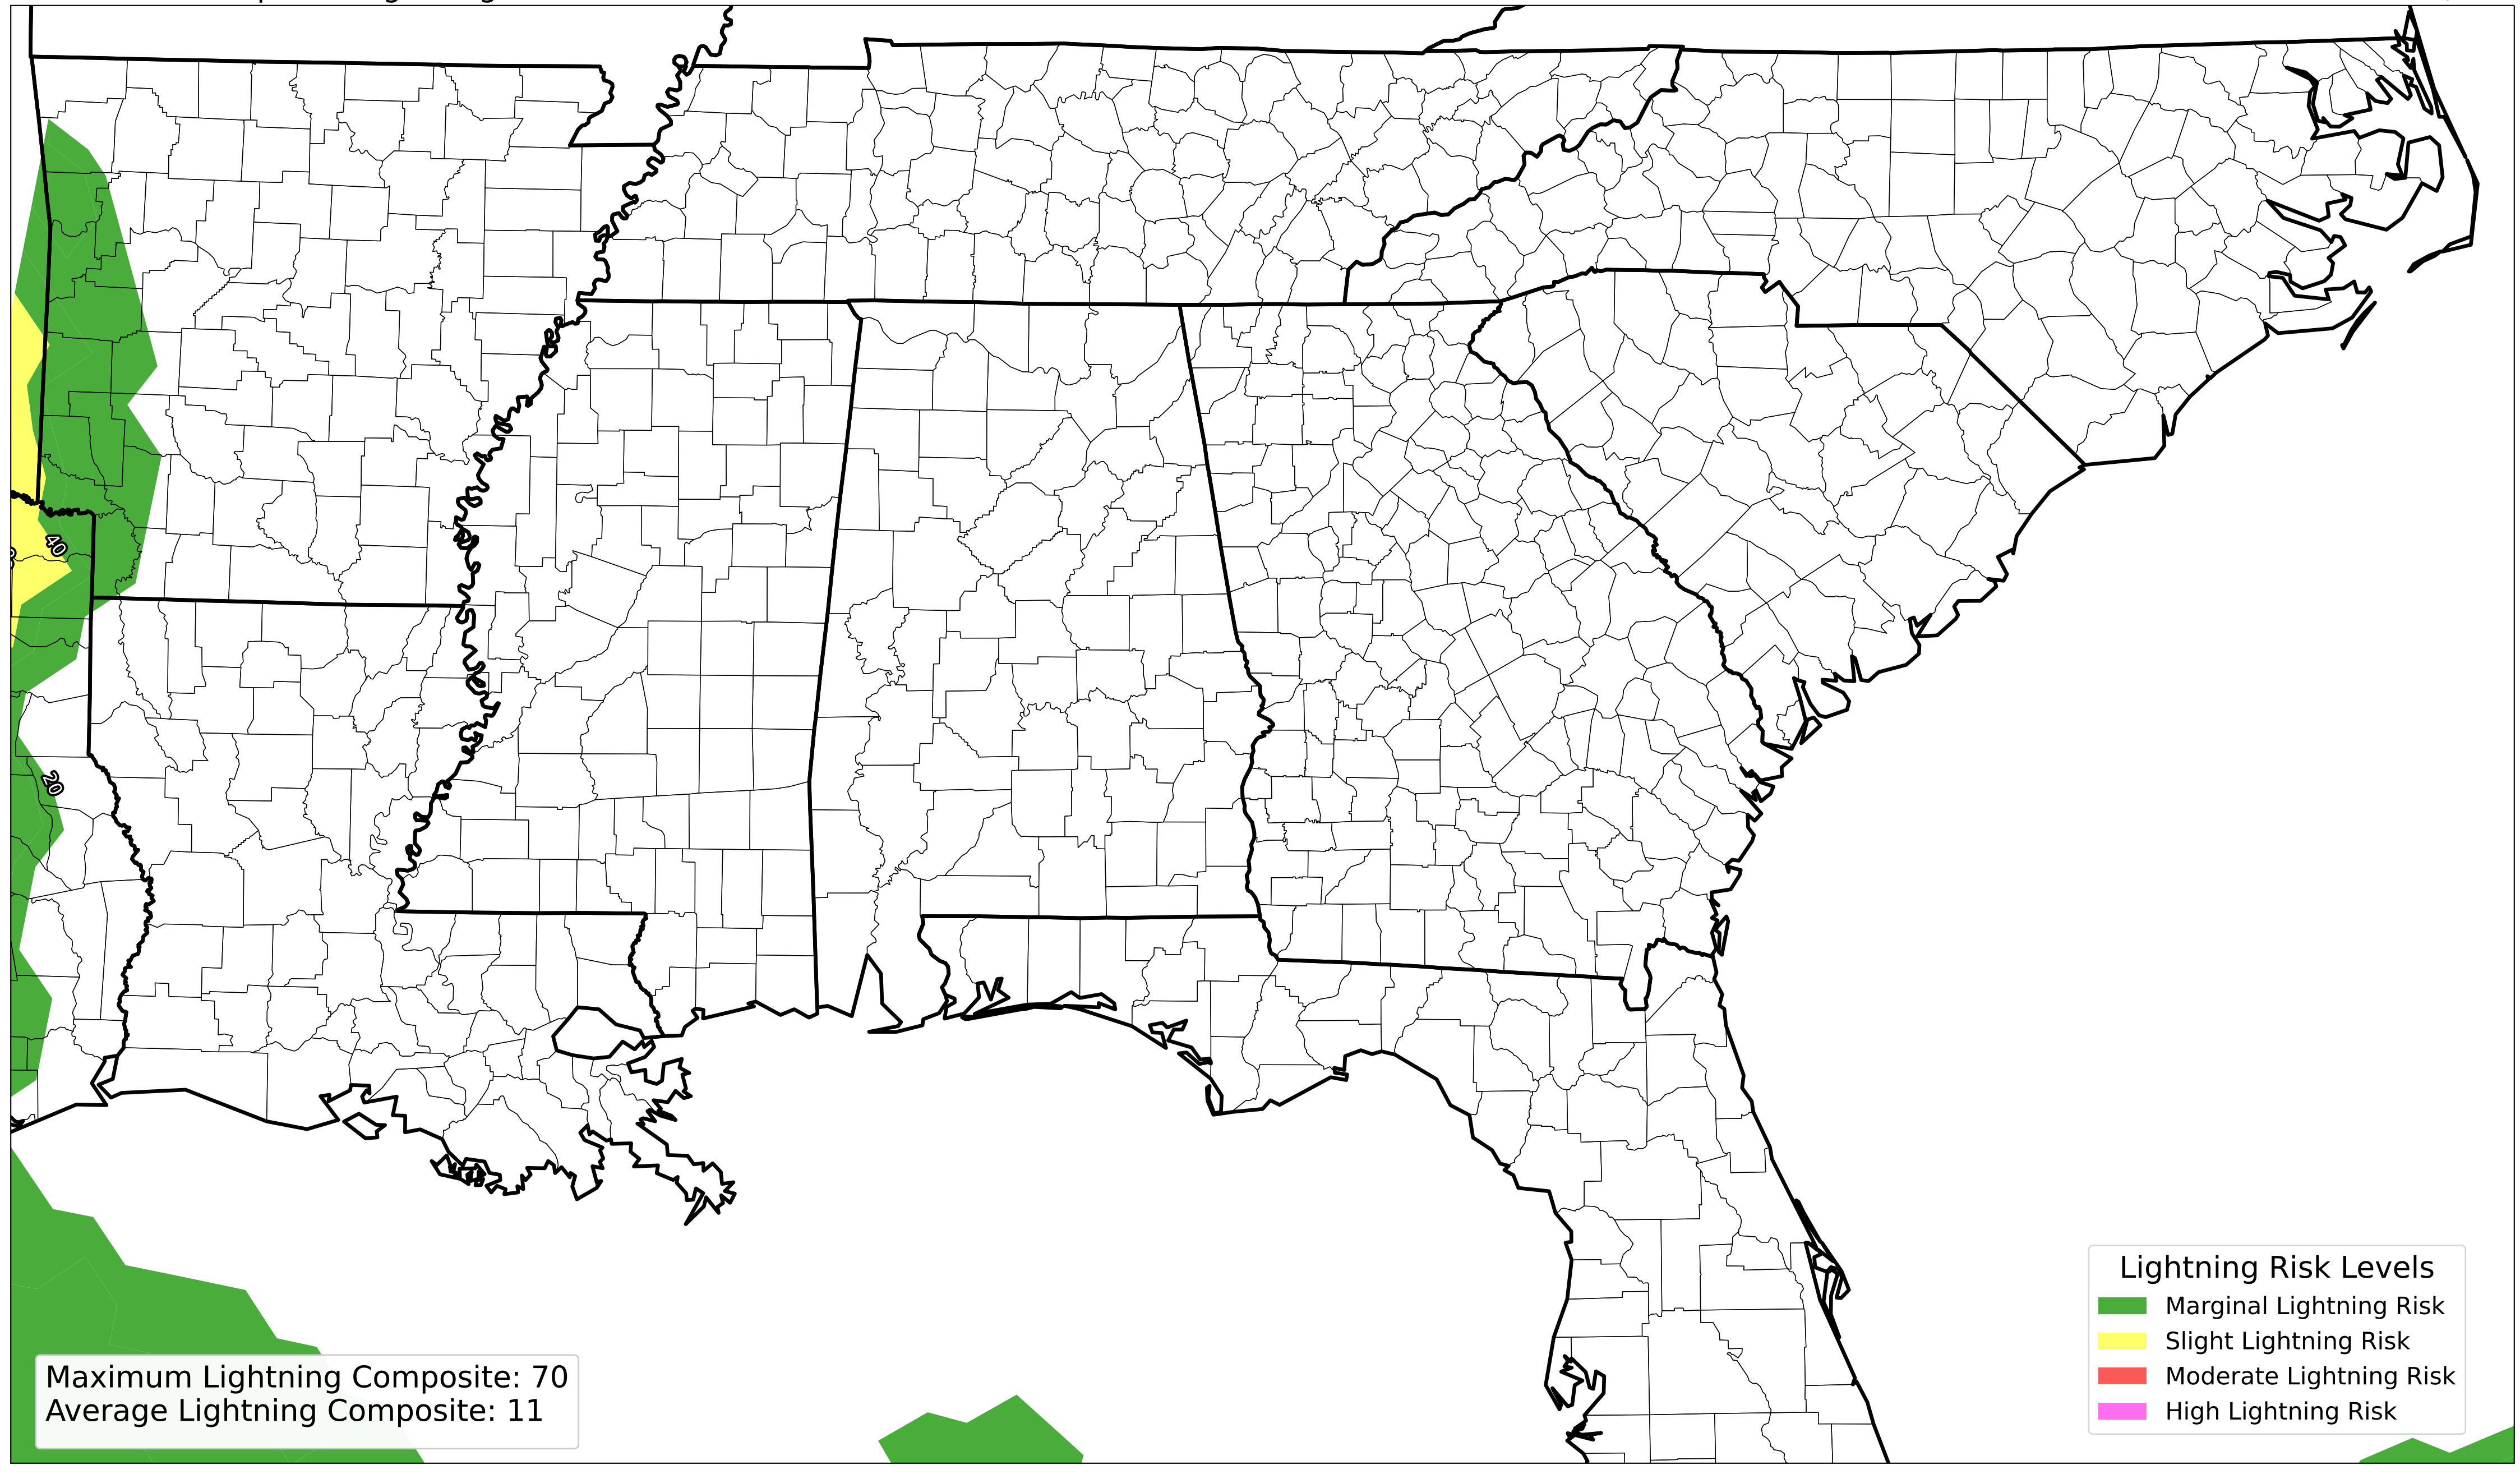 40
20
Lightning Risk Levels
Marginal Lightning Risk
Slight Lightning Risk
Moderate Lightning Risk
High Lightning Risk
Maximum Lightning Composite: 70
Average Lightning Composite: 11